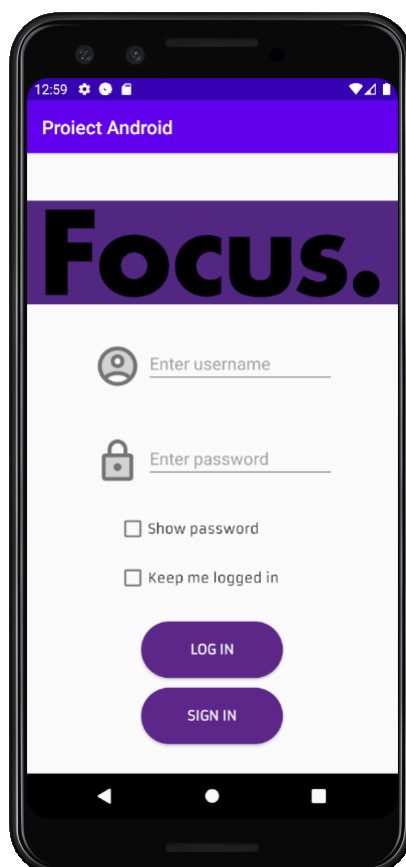 12:59
Proiect Android
Focus.
Enter username
Enter password
Show password
Keep me logged in
LOG IN
SIGN IN